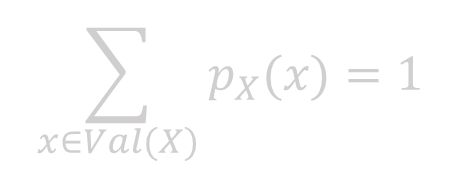 ∑ p_X(x) = 1
x∈Val(X)